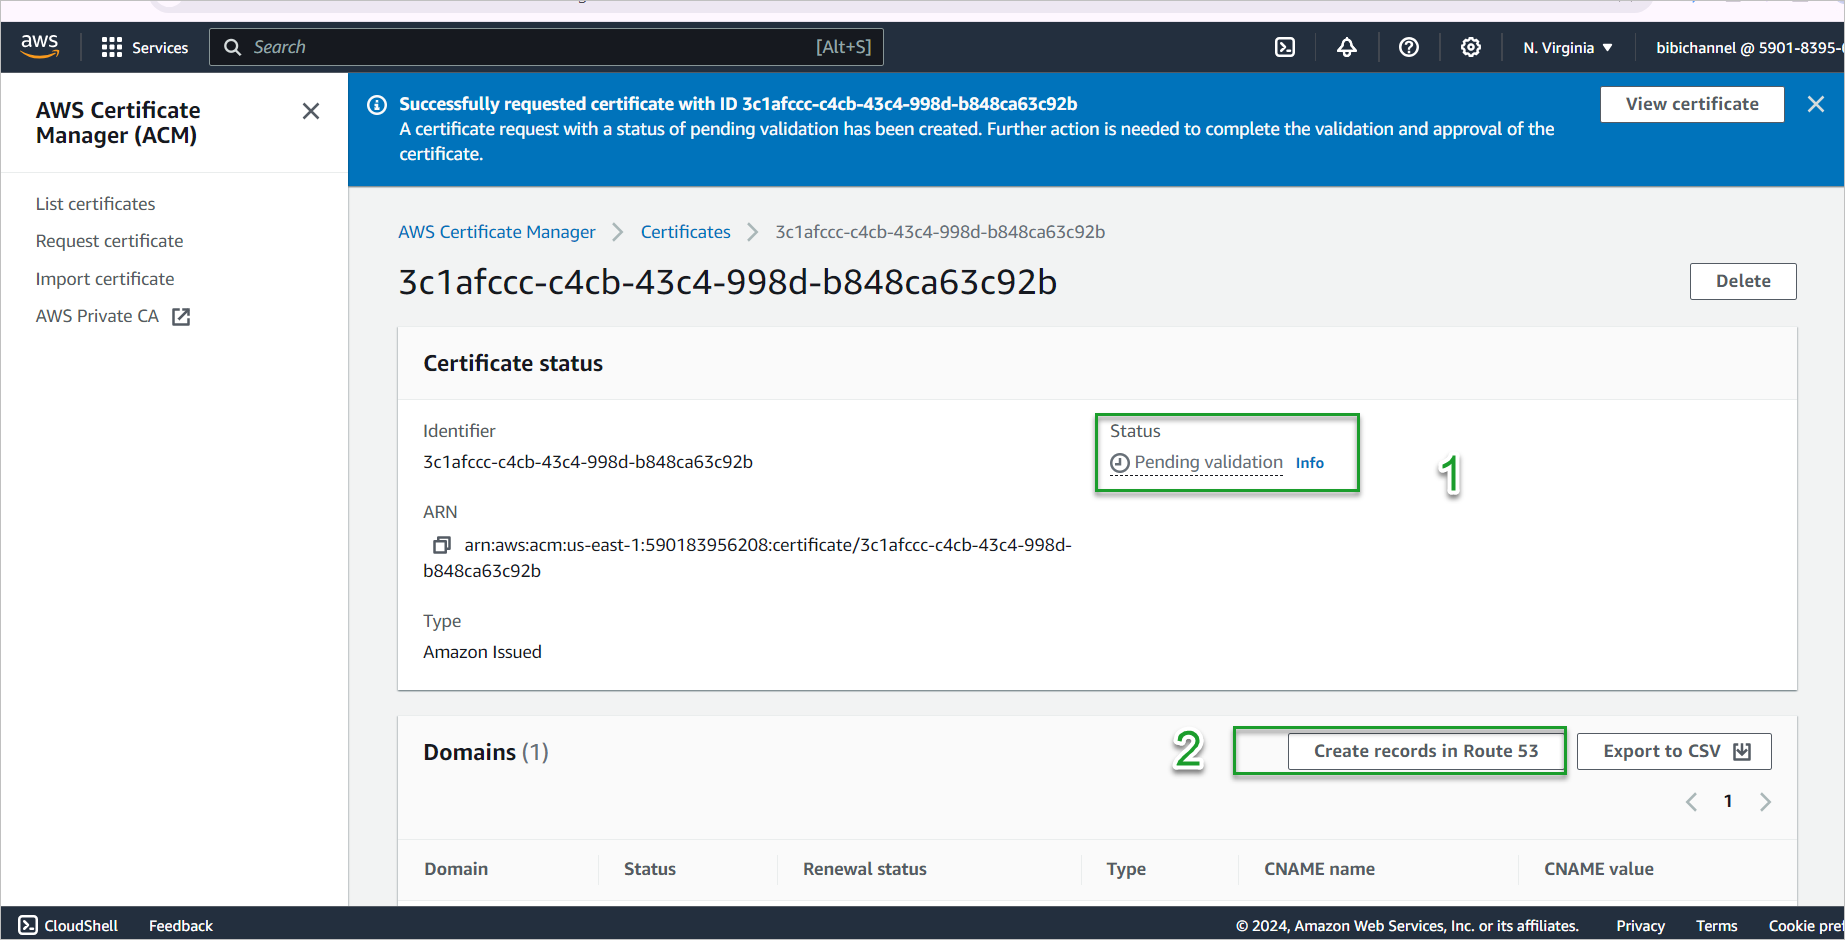 aws
Services
Search
[Alt+S]
N. Virginia
bibichannel @ 5901-8395-
AWS Certificate
Manager (ACM)
List certificates
Request certificate
Import certificate
AWS Private CA
Successfully requested certificate with ID 3c1afccc-c4cb-43c4-998d-b848ca63c92b
A certificate request with a status of pending validation has been created. Further action is needed to complete the validation and approval of the
certificate.
View certificate
AWS Certificate Manager
Certificates
3c1afccc-c4cb-43c4-998d-b848ca63c92b
3c1afccc-c4cb-43c4-998d-b848ca63c92b
Delete
Certificate status
Identifier
3c1afccc-c4cb-43c4-998d-b848ca63c92b
Status
Pending validation Info
1
ARN
arn:aws:acm:us-east-1:590183956208:certificate/3c1afccc-c4cb-43c4-998d-
b848ca63c92b
Type
Amazon Issued
Domains (1)
2
Create records in Route 53
Export to CSV
1
Domain
Status
Renewal status
Type
CNAME name
CNAME value
CloudShell
Feedback
© 2024, Amazon Web Services, Inc. or its affiliates.
Privacy
Terms
Cookie pref